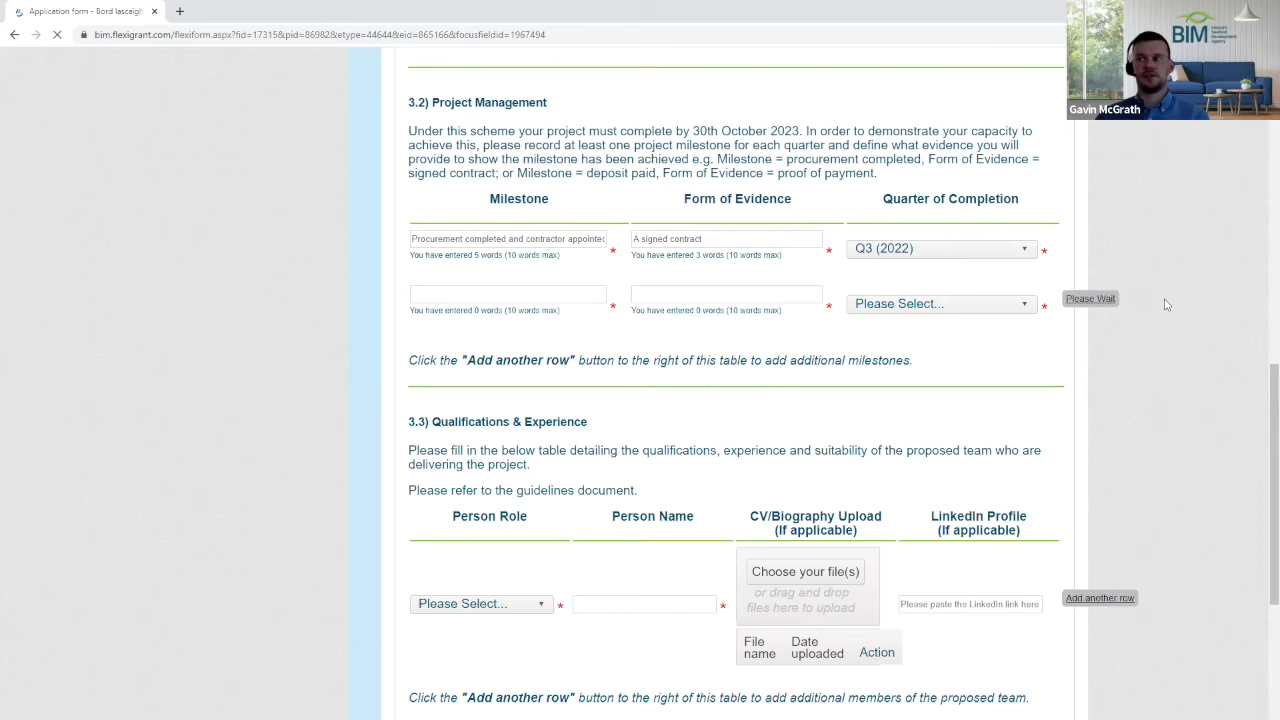 Application form - Bord Iascaigh
bim.flexigrant.com/flexiform.aspx?fid=17315&pid=86982&etype=44644&eid=865166&focusfieldid=1967494
BIM
Ireland's
Seafood
Development
Agency
Gavin McGrath
3.2) Project Management
Under this scheme your project must complete by 30th October 2023. In order to demonstrate your capacity to
achieve this, please record at least one project milestone for each quarter and define what evidence you will
provide to show the milestone has been achieved e.g. Milestone = procurement completed, Form of Evidence =
signed contract; or Milestone = deposit paid, Form of Evidence = proof of payment.
Milestone Form of Evidence Quarter of Completion
Procurement completed and contractor appointed A signed contract Q3 (2022)
* * *
You have entered 5 words (10 words max) You have entered 3 words (10 words max)
Please Select... Please Wait
* * *
You have entered 0 words (10 words max) You have entered 0 words (10 words max)
Click the "Add another row" button to the right of this table to add additional milestones.
3.3) Qualifications & Experience
Please fill in the below table detailing the qualifications, experience and suitability of the proposed team who are
delivering the project.
Please refer to the guidelines document.
Person Role Person Name CV/Biography Upload LinkedIn Profile
(If applicable) (If applicable)
Choose your file(s)
or drag and drop
files here to upload
Please Select... * * Please paste the LinkedIn link here Add another row
File Date
name uploaded Action
Click the "Add another row" button to the right of this table to add additional members of the proposed team.